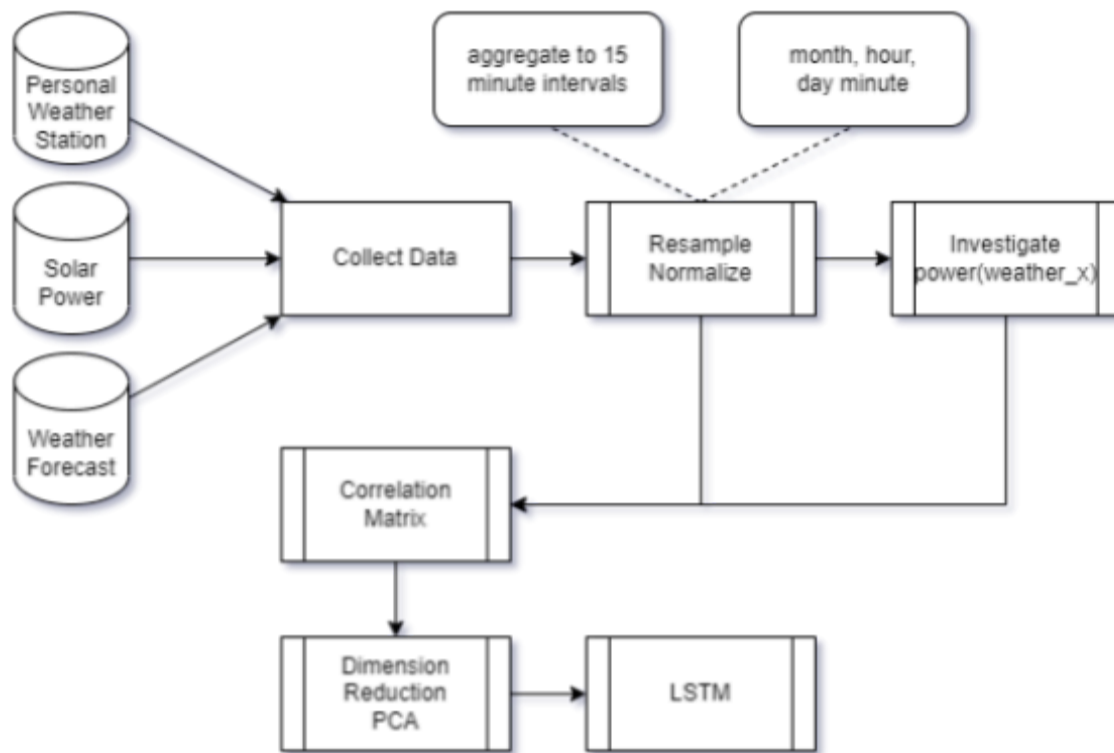 Personal
Weather
Station
Solar
Power
Weather
Forecast
Collect Data
aggregate to 15
minute intervals
month, hour,
day minute
Resample
Normalize
Investigate
power(weather_x)
Correlation
Matrix
Dimension
Reduction
PCA
LSTM